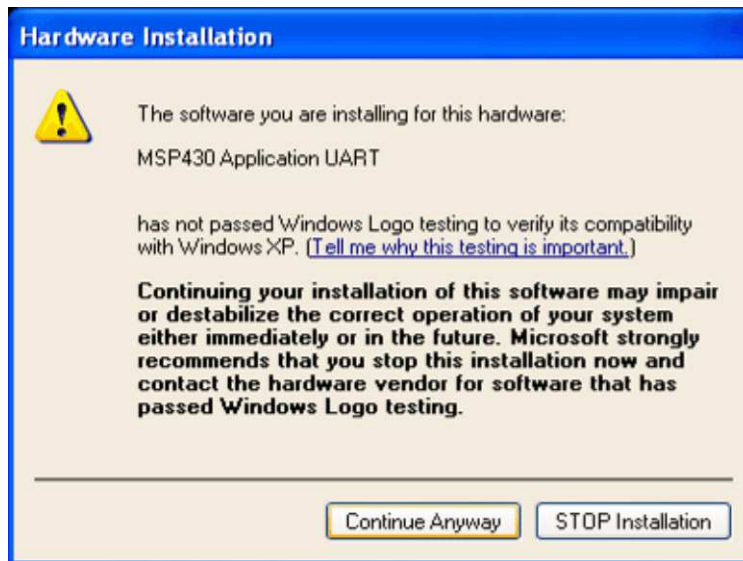 Hardware Installation
The software you are installing for this hardware:
MSP430 Application UART
has not passed Windows Logo testing to verify its compatibility
with Windows XP. (Tell me why this testing is important.)
Continuing your installation of this software may impair
or destabilize the correct operation of your system
either immediately or in the future. Microsoft strongly
recommends that you stop this installation now and
contact the hardware vendor for software that has
passed Windows Logo testing.
Continue Anyway STOP Installation